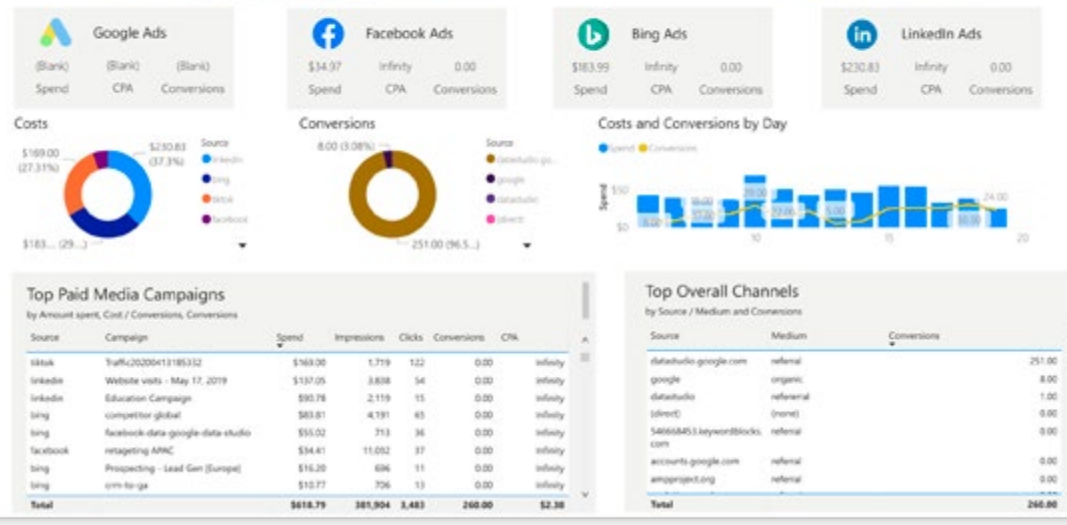 Google Ads
(Blank) (Blank) (Blank)
Spend CPA Conversions
Facebook Ads
$34.97 Infinity 0.00
Spend CPA Conversions
Bing Ads
$183.99 Infinity 0.00
Spend CPA Conversions
LinkedIn Ads
$230.83 Infinity 0.00
Spend CPA Conversions
Costs
$169.00
(27.31%)
$230.83
(37.3%)
$183... (29...)
Source
linkedin
bing
tiktok
facebook
Conversions
8.00 (3.08%)
251.00 (96.5...)
Source
datastudio.go...
google
datastudio
(direct)
Costs and Conversions by Day
Spend Conversions
Spend
$50
$0
24.00
10 15 20
Top Paid Media Campaigns
by Amount spent, Cost / Conversions, Conversions
Source Campaign Spend Impressions Clicks Conversions CPA
tiktok Traffic20200413185332 $169.00 1,719 122 0.00 Infinity
linkedin Website visits - May 17, 2019 $137.05 3,838 54 0.00 Infinity
linkedin Education Campaign $90.78 2,119 15 0.00 Infinity
bing competitor global $83.81 4,191 65 0.00 Infinity
bing facebook-data-google-data-studio $55.02 713 36 0.00 Infinity
facebook retageting APAC $34.41 11,032 37 0.00 Infinity
bing Prospecting - Lead Gen (Europe) $16.20 696 11 0.00 Infinity
bing crm-to-ga $10.77 706 13 0.00 Infinity
Total $618.79 381,904 3,483 260.00 $2.38
Top Overall Channels
by Source / Medium and Conversions
Source Medium Conversions
datastudio.google.com referral 251.00
google organic 8.00
datastudio refenerral 1.00
(direct) (none) 0.00
546668453.keywordblocks. referral 0.00
com
accounts.google.com referral 0.00
ampproject.org referral 0.00
Total 260.00